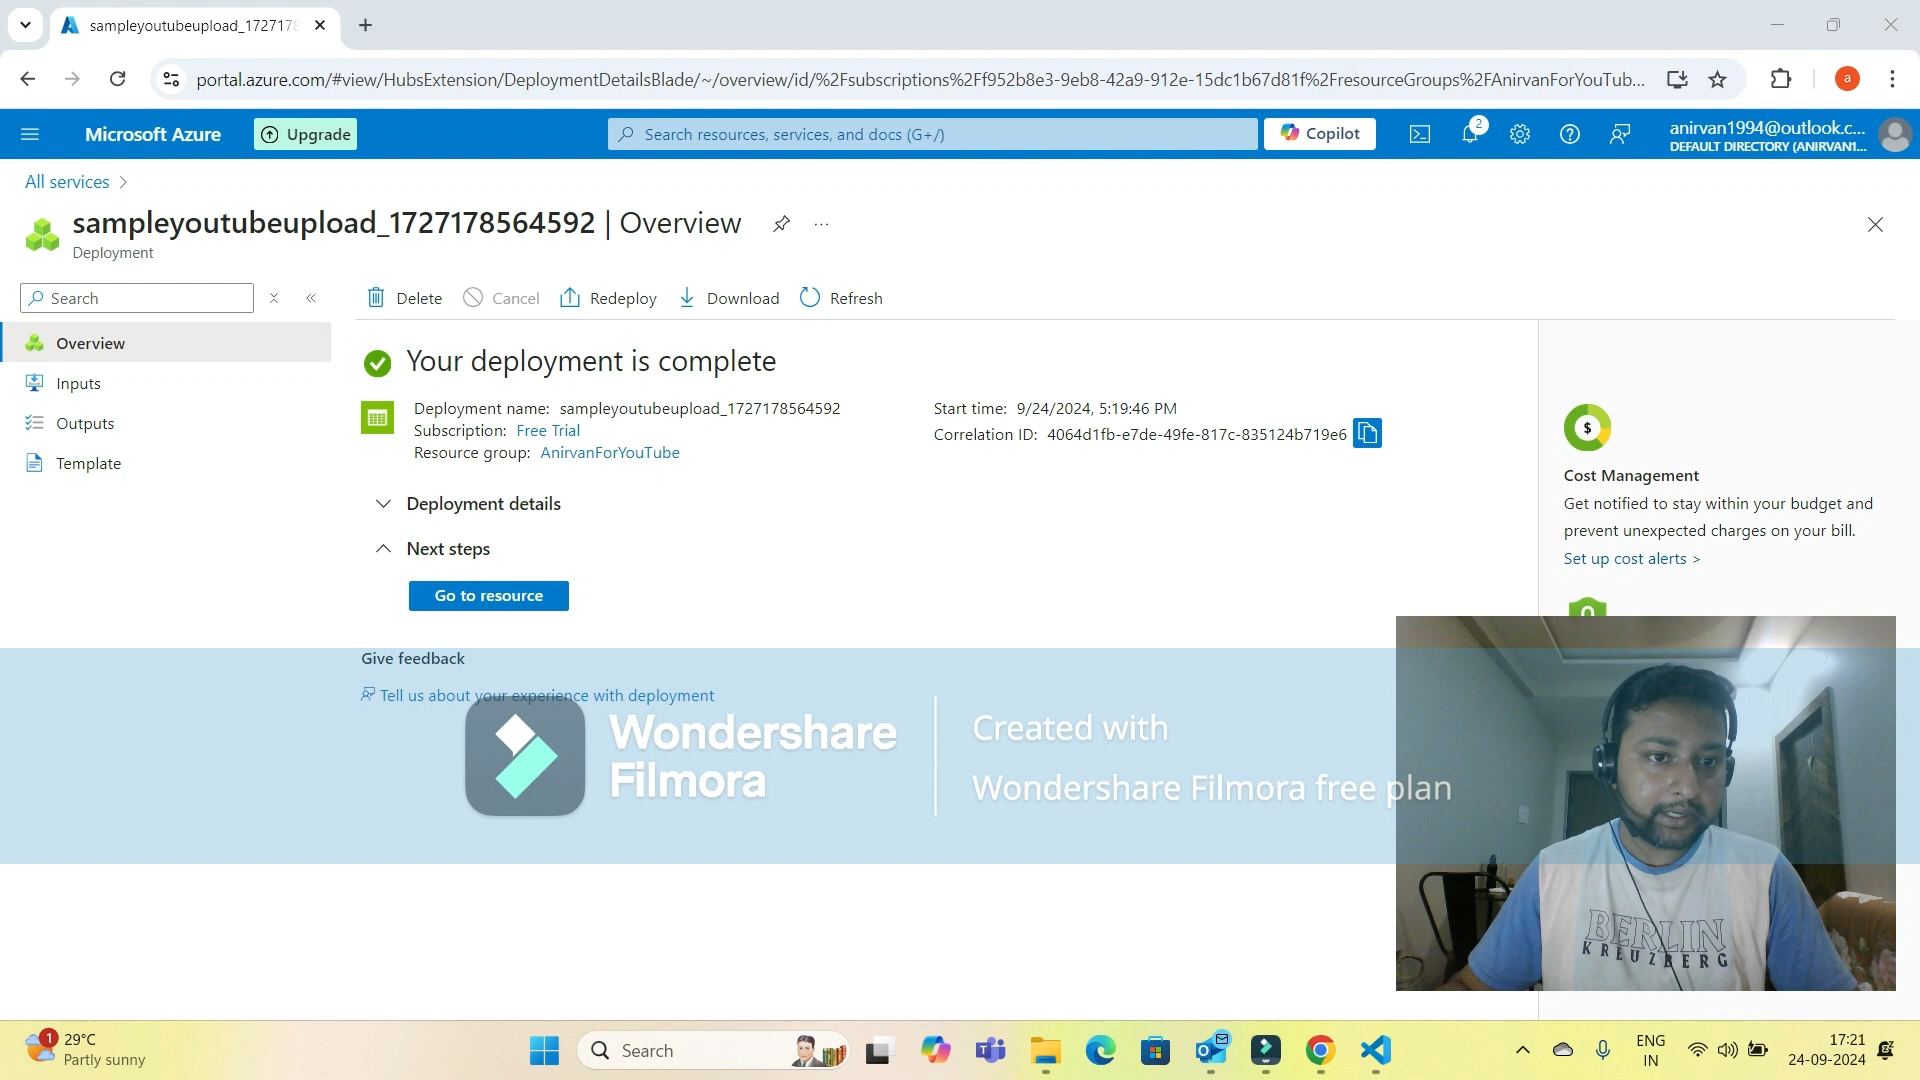 sampleyoutubeupload_1727178
portal.azure.com/#view/HubsExtension/DeploymentDetailsBlade/~/overview/id/%2Fsubscriptions%2Ff952b8e3-9eb8-42a9-912e-15dc1b67d81f%2FresourceGroups%2FAnirvanForYouTub...
a
Microsoft Azure
Upgrade
Search resources, services, and docs (G+/)
Copilot
2
anirvan1994@outlook.c...
DEFAULT DIRECTORY (ANIRVAN1...
All services
sampleyoutubeupload_1727178564592 | Overview
Deployment
Search
Delete
Cancel
Redeploy
Download
Refresh
Overview
Inputs
Outputs
Template
Your deployment is complete
Deployment name: sampleyoutubeupload_1727178564592
Subscription: Free Trial
Resource group: AnirvanForYouTube
Start time: 9/24/2024, 5:19:46 PM
Correlation ID: 4064d1fb-e7de-49fe-817c-835124b719e6
Deployment details
Next steps
Go to resource
Give feedback
Tell us about your experience with deployment
$
Cost Management
Get notified to stay within your budget and
prevent unexpected charges on your bill.
Set up cost alerts >
Wondershare
Filmora
Created with
Wondershare Filmora free plan
BERLIN
KREUZBERG
1
29°C
Partly sunny
Search
ENG
IN
17:21
24-09-2024